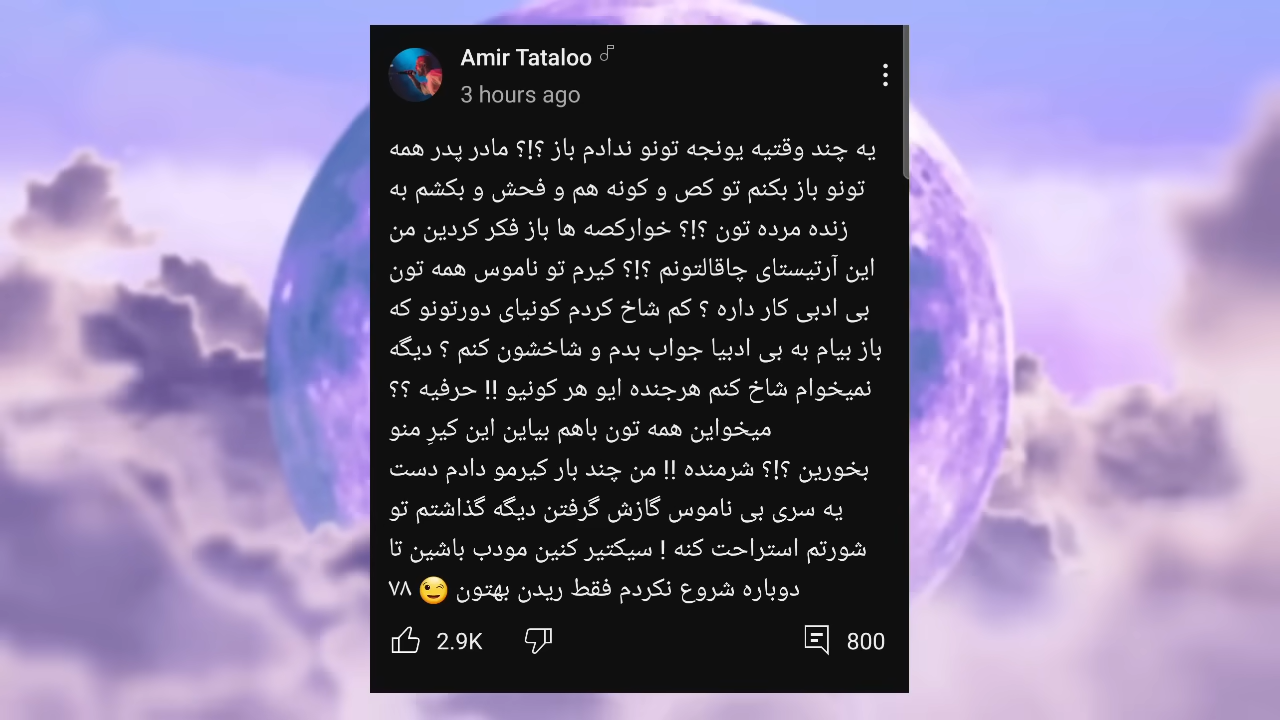 Amir Tataloo
3 hours ago
یه چند وقتیه یونجه تونو ندادم باز ؟!؟ مادر پدر همه
تونو باز بکنم تو کص و کونه هم و فحش و بکشم به
زنده مرده تون ؟!؟ خوارکصه ها باز فکر کردین من
این آرتیستای چاقالتونم ؟!؟ کیرم تو ناموس همه تون
بی ادبی کار داره ؟ کم شاخ کردم کونیای دورتونو که
باز بیام به بی ادبیا جواب بدم و شاخشون کنم ؟ دیگه
نمیخوام شاخ کنم هرجنده ایو هر کونیو !! حرفیه ؟؟
میخواین همه تون باهم بیاین این کیرِ منو
بخورین ؟!؟ شرمنده !! من چند بار کیرمو دادم دست
یه سری بی ناموس گازش گرفتن دیگه گذاشتم تو
شورتم استراحت کنه ! سیکتیر کنین مودب باشین تا
دوباره شروع نکردم فقط ریدن بهتون 😉 ۷۸
2.9K
800